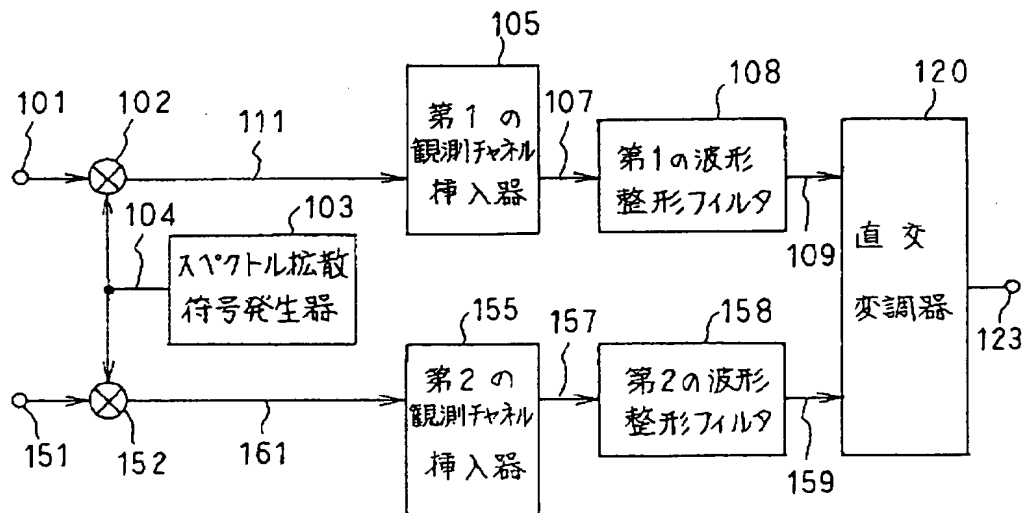 105
120
101
102
111
107
108
第1の
観測チャネル
挿入器
第1の波形
整形フィルタ
109
104
103
スペクトル拡散
符号発生器
直交
変調器
123
155
157
158
第2の
観測チャネル
挿入器
第2の波形
整形フィルタ
151
152
161
159